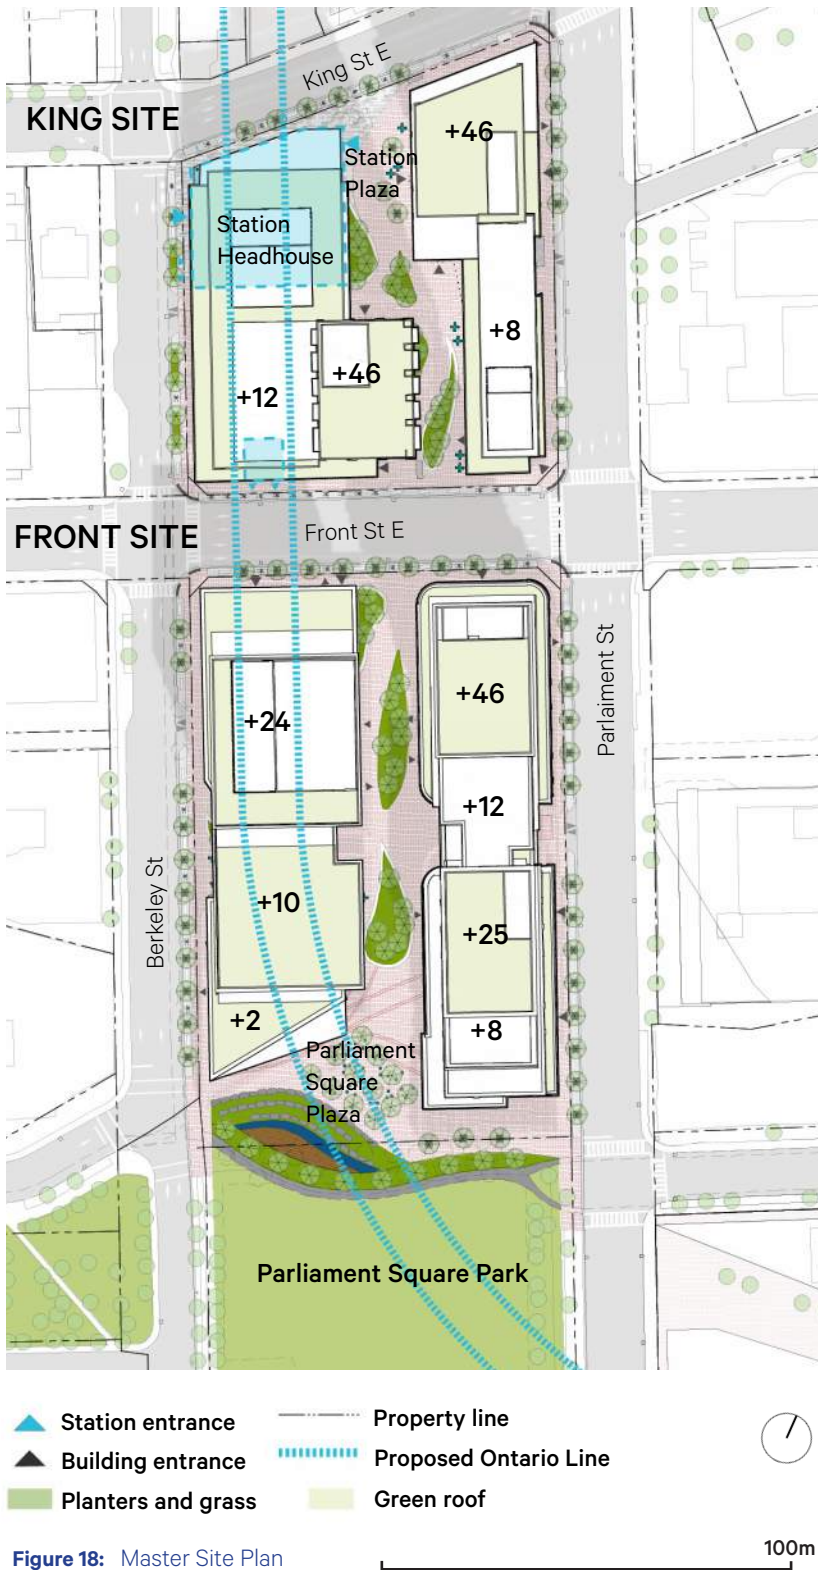 King St E
KING SITE
+46
Station
Plaza
Station
Headhouse
+8
+46
+12
FRONT SITE
Front St E
Parlaiment St
+46
+24
+12
Berkeley St
+10
+25
+2
+8
Parliament
Square
Plaza
Parliament Square Park
Station entrance
Property line
Building entrance
Proposed Ontario Line
Planters and grass
Green roof
Figure 18: Master Site Plan
100m